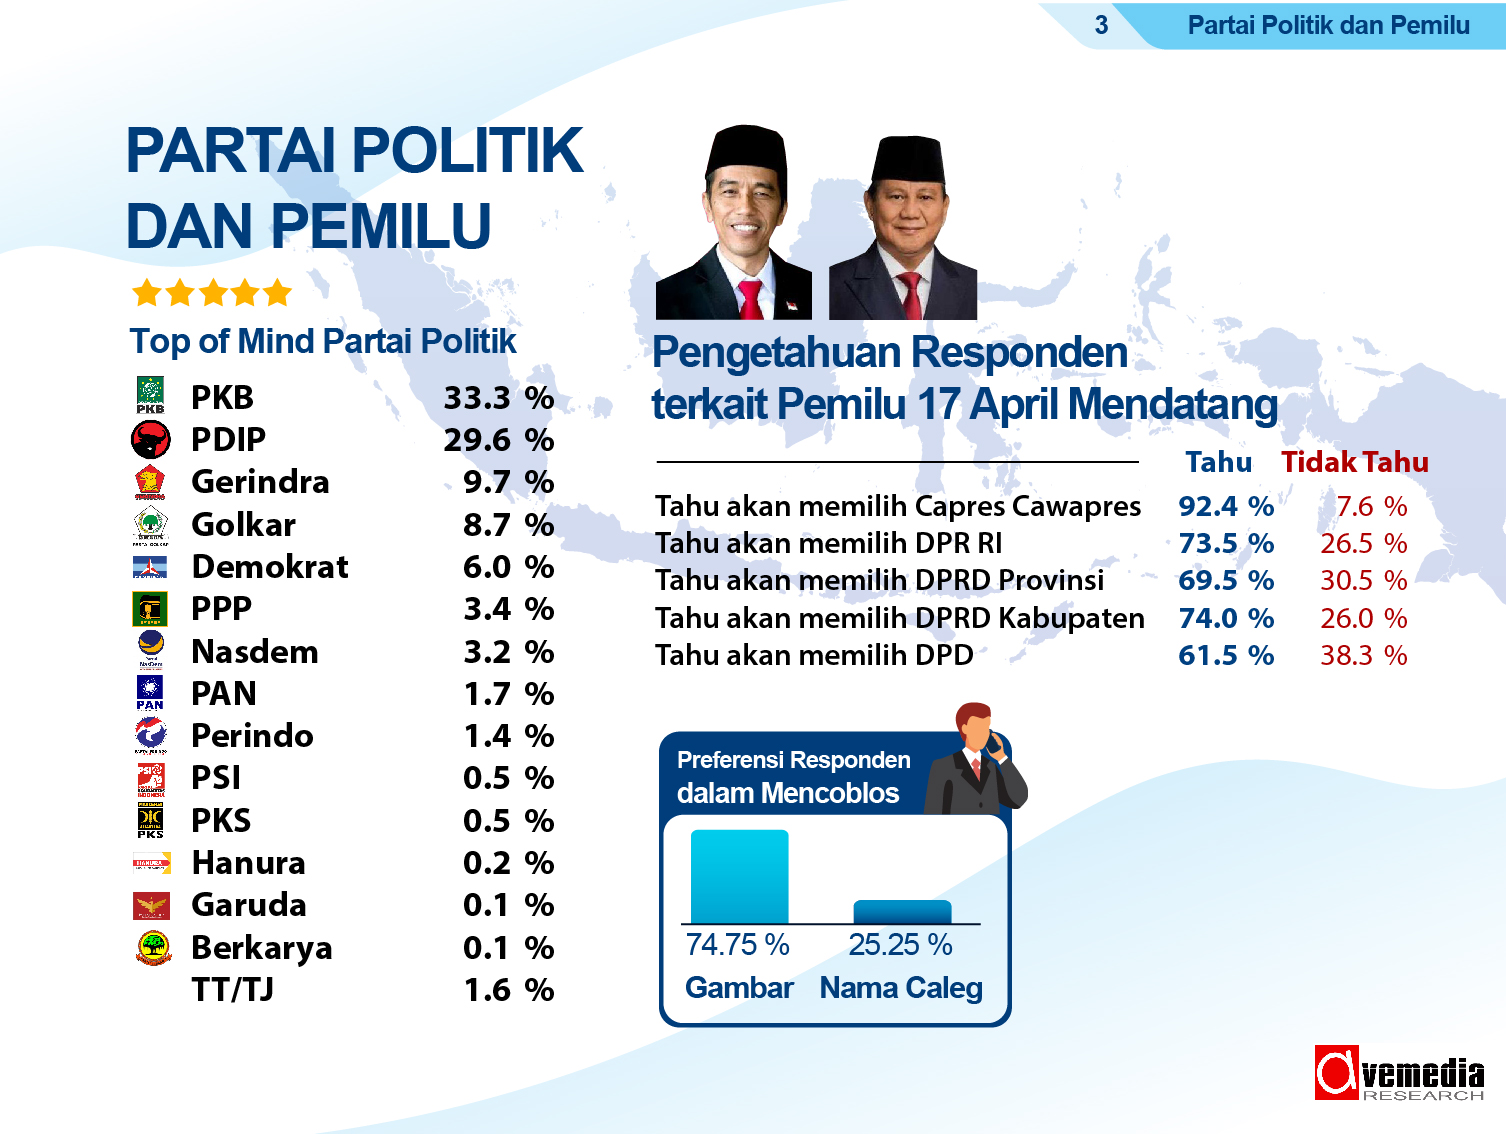 3 Partai Politik dan Pemilu
PARTAI POLITIK
DAN PEMILU
Top of Mind Partai Politik
PKB PKB 33.3 %
PDIP 29.6 %
Gerindra 9.7 %
Golkar 8.7 %
Demokrat 6.0 %
PPP 3.4 %
Nasdem 3.2 %
PAN PAN 1.7 %
Perindo 1.4 %
PSI PSI 0.5 %
PKS PKS 0.5 %
Hanura 0.2 %
Garuda 0.1 %
Berkarya 0.1 %
TT/TJ 1.6 %
Pengetahuan Responden
terkait Pemilu 17 April Mendatang
Tahu Tidak Tahu
Tahu akan memilih Capres Cawapres 92.4 % 7.6 %
Tahu akan memilih DPR RI 73.5 % 26.5 %
Tahu akan memilih DPRD Provinsi 69.5 % 30.5 %
Tahu akan memilih DPRD Kabupaten 74.0 % 26.0 %
Tahu akan memilih DPD 61.5 % 38.3 %
Preferensi Responden
dalam Mencoblos
74.75 % 25.25 %
Gambar Nama Caleg
avemedia
RESEARCH